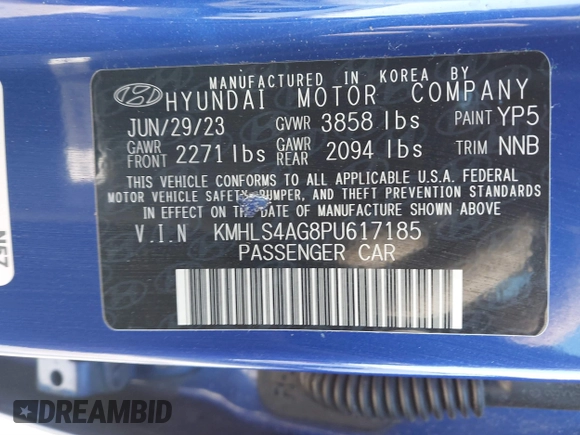 MANUFACTURED IN KOREA BY
HYUNDAI MOTOR COMPANY
JUN/29/23 GVWR 3858 lbs PAINT YP5
GAWR FRONT 2271 lbs GAWR REAR 2094 lbs TRIM NNB
THIS VEHICLE CONFORMS TO ALL APPLICABLE U.S.A. FEDERAL
MOTOR VEHICLE SAFETY, BUMPER, AND THEFT PREVENTION STANDARDS
IN EFFECT ON THE DATE OF MANUFACTURE SHOWN ABOVE
V.I.N KMHLS4AG8PU617185
PASSENGER CAR
N57
DREAMBID